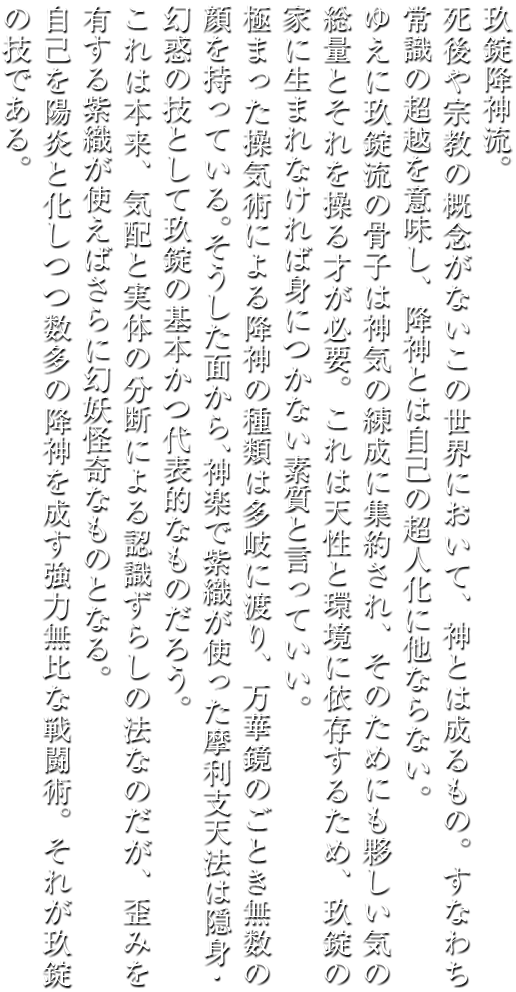 玖錠降神流。
死後や宗教の概念がないこの世界において、神とは成るもの。すなわち
常識の超越を意味し、降神とは自己の超人化に他ならない。
ゆえに玖錠流の骨子は神気の練成に集約され、そのためにも夥しい気の
総量とそれを操る才が必要。これは天性と環境に依存するため、玖錠の
家に生まれなければ身につかない素質と言っていい。
極まった操気術による降神の種類は多岐に渡り、万華鏡のごとき無数の
顔を持っている。そうした面から、神楽で紫織が使った摩利支天法は隠身・
幻惑の技として玖錠の基本かつ代表的なものだろう。
これは本来、気配と実体の分断による認識ずらしの法なのだが、歪みを
有する紫織が使えばさらに幻妖怪奇なものとなる。
自己を陽炎と化しつつ数多の降神を成す強力無比な戦闘術。それが玖錠
の技である。